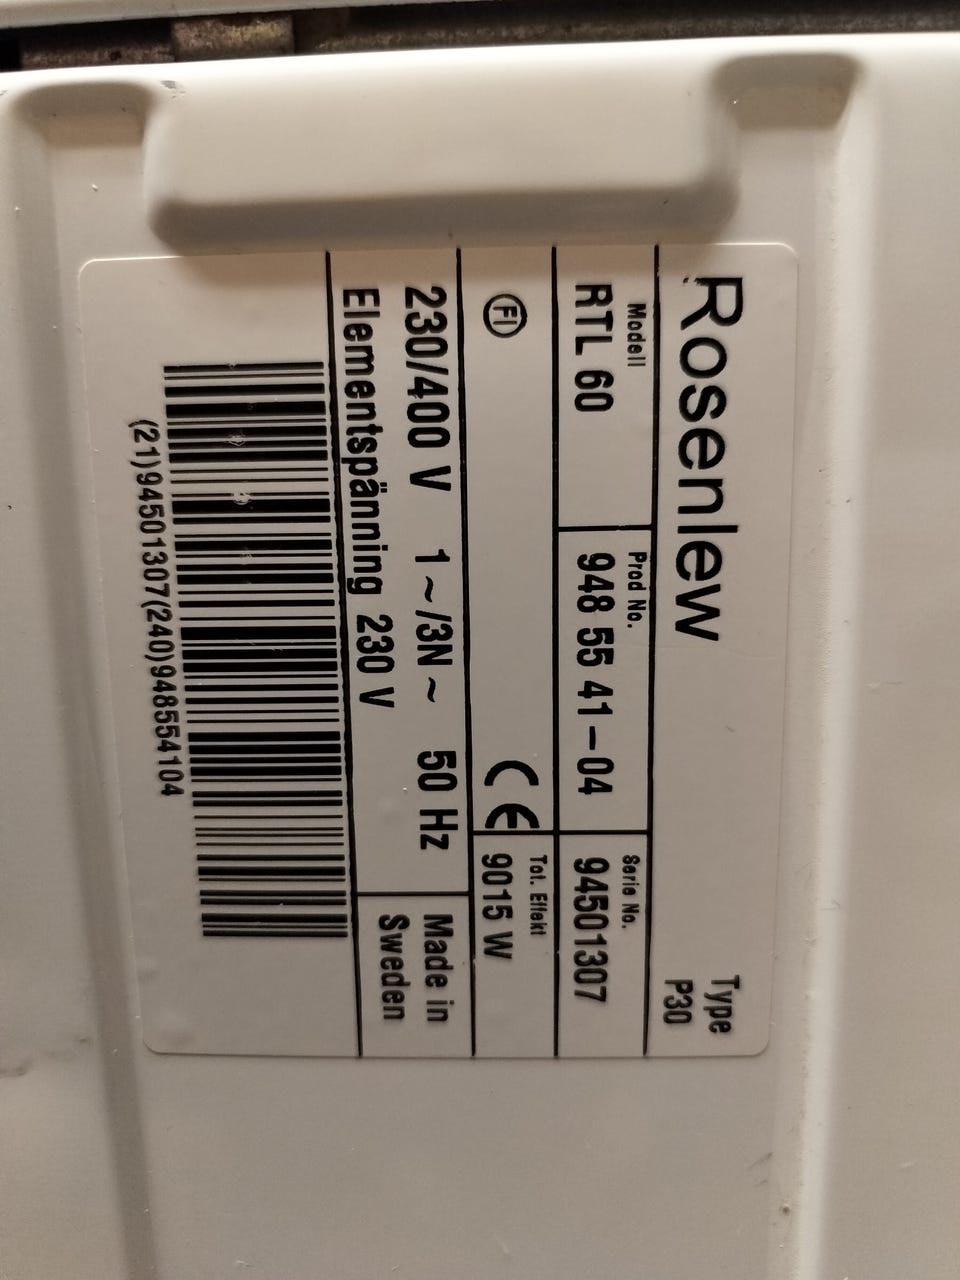 Rosenlew
Type
P30
Modell
RTL 60
Prod No.
948 55 41-04
Serie No.
94501307
FI
CE
Tot. Effekt
9015 W
230/400 V 1~/3N~ 50 Hz
Elementspänning 230 V
Made in
Sweden
(21)94501307(240)948554104